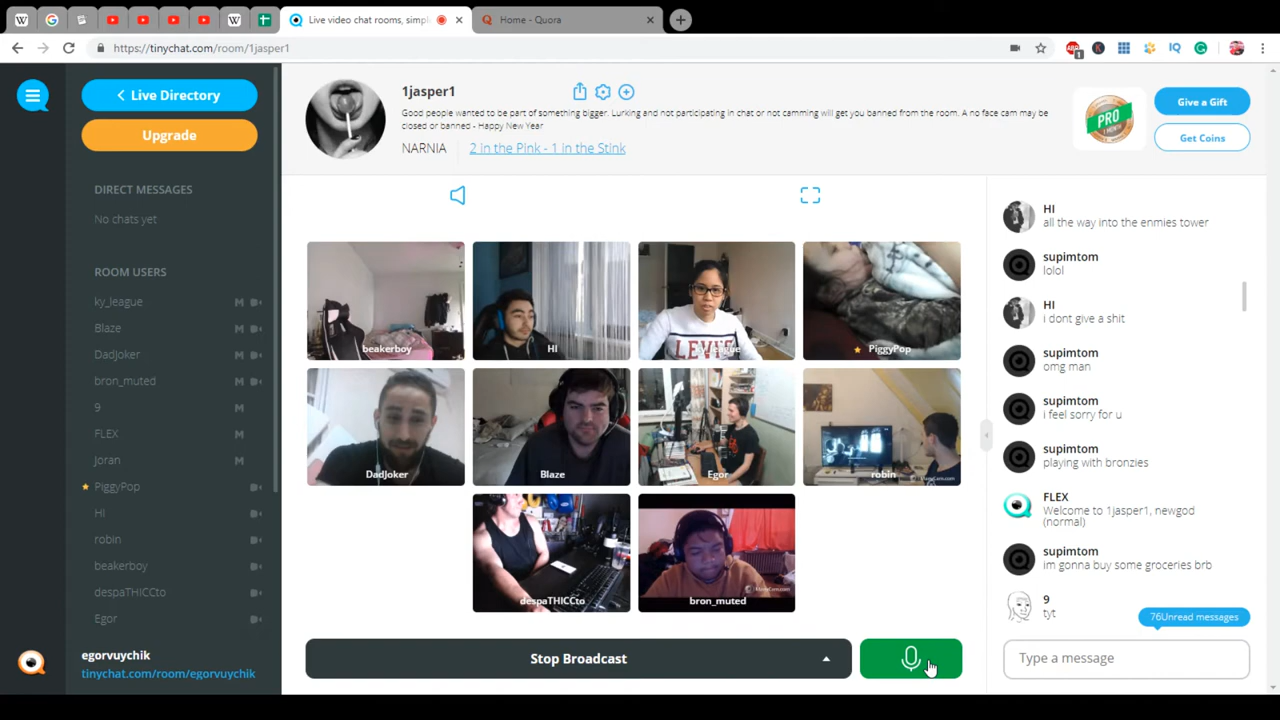 Live video chat rooms, simpl
Home - Quora
https://tinychat.com/room/1jasper1
Live Directory
Upgrade
DIRECT MESSAGES
No chats yet
ROOM USERS
ky_league
Blaze
DadJoker
bron_muted
9
FLEX
Joran
PiggyPop
HI
robin
beakerboy
despaTHICCto
Egor
egorvuychik
tinychat.com/room/egorvuychik
1jasper1
Good people wanted to be part of something bigger. Lurking and not participating in chat or not camming will get you banned from the room. A no face cam may be
closed or banned - Happy New Year
NARNIA
2 in the Pink - 1 in the Stink
PRO
1 MONTH
Give a Gift
Get Coins
beakerboy
HI
ky_league
PiggyPop
DadJoker
Blaze
Egor
robin
despaTHICCto
bron_muted
Stop Broadcast
HI
all the way into the enmies tower
supimtom
lolol
HI
i dont give a shit
supimtom
omg man
supimtom
i feel sorry for u
supimtom
playing with bronzies
FLEX
Welcome to 1jasper1, newgod
(normal)
supimtom
im gonna buy some groceries brb
9
tyt
76Unread messages
Type a message